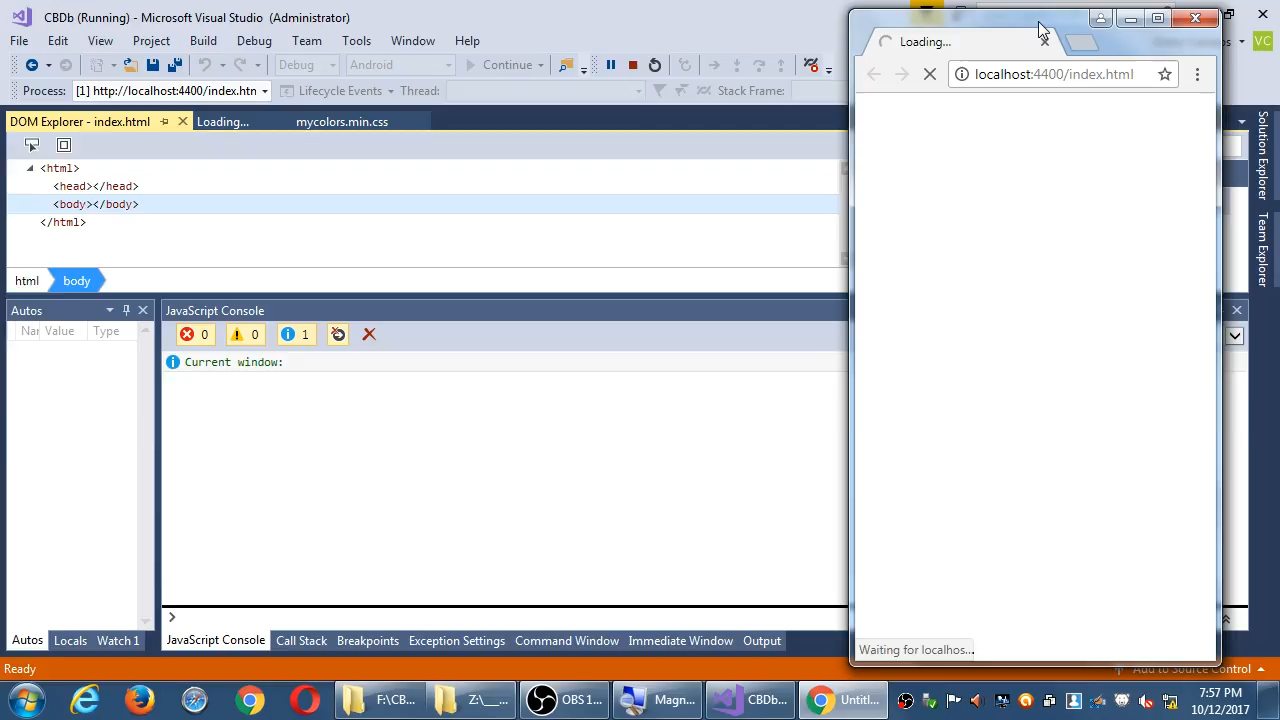 CBDb (Running) - Microsoft Visual Studio (Administrator)
File Edit View Project Build Debug Team Tools Window Help
Debug Android Continue
Process: [1] http://localhost:4400/index.htn Lifecycle Events Stack Frame:
DOM Explorer - index.html Loading... mycolors.min.css
<html>
<head></head>
<body></body>
</html>
html body
Autos
Value Type
JavaScript Console
0 0 1
Current window:
Autos Locals Watch 1 JavaScript Console Call Stack Breakpoints Exception Settings Command Window Immediate Window Output
Ready
Add to Source Control
Loading...
localhost:4400/index.html
Waiting for localhos...
VC
Solution Explorer
Team Explorer
F:\CB... Z:\___... OBS 1... Magn... CBDb... Untitl...
7:57 PM
10/12/2017